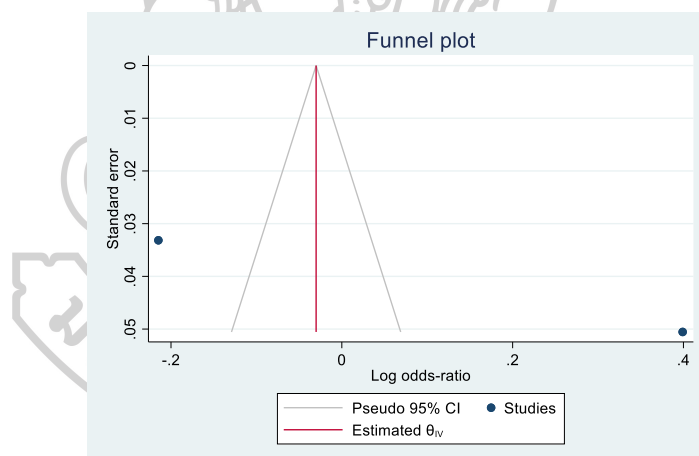 Funnel plot
Standard error
0
.01
.02
.03
.04
.05
-.2
0
.2
.4
Log odds-ratio
Pseudo 95% CI
Studies
Estimated θIV